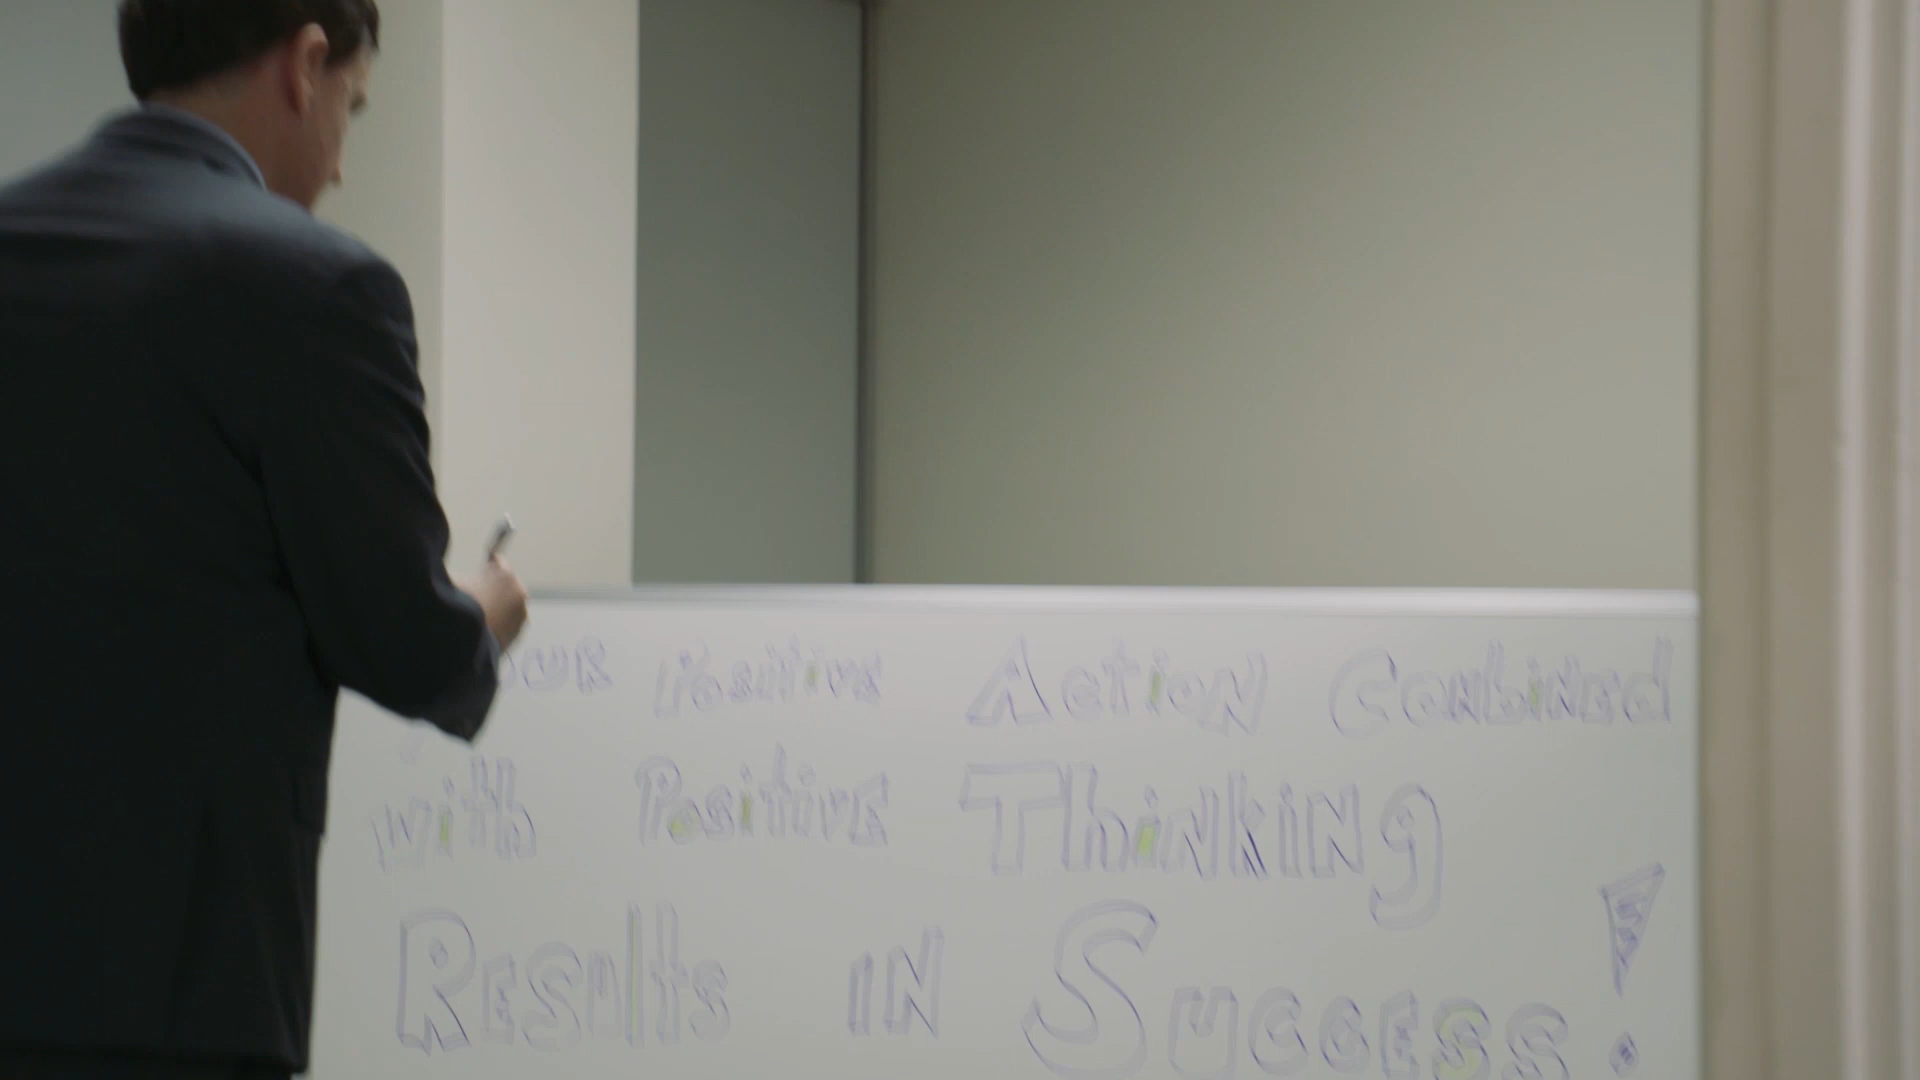 Positive Action Combined
with Positive Thinking
Results in Success!